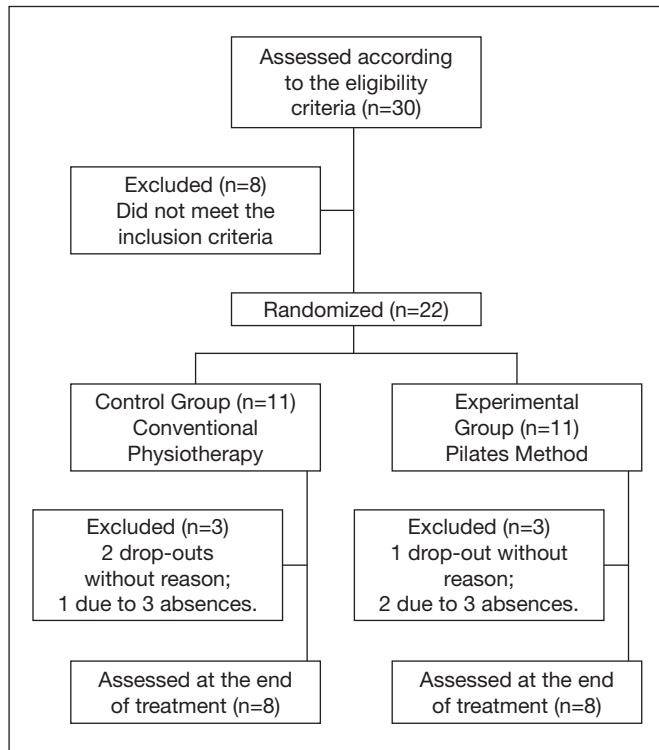 Assessed according
to the eligibility
criteria (n=30)
Excluded (n=8)
Did not meet the
inclusion criteria
Randomized (n=22)
Control Group (n=11)
Conventional
Physiotherapy
Experimental
Group (n=11)
Pilates Method
Excluded (n=3)
2 drop-outs
without reason;
1 due to 3 absences.
Excluded (n=3)
1 drop-out without
reason;
2 due to 3 absences.
Assessed at the end
of treatment (n=8)
Assessed at the end
of treatment (n=8)